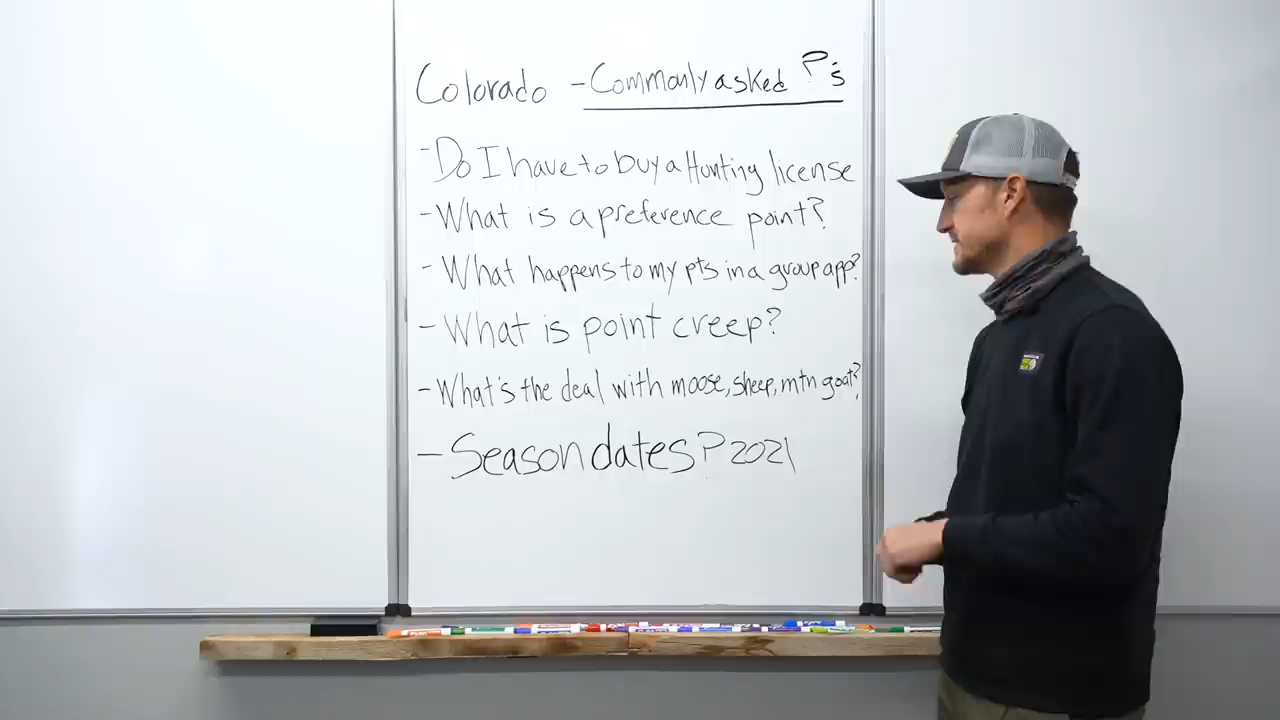 Colorado - Commonly asked ?'s
- Do I have to buy a Hunting license
- What is a preference point?
- What happens to my pts in a group app?
- What is point creep?
- What's the deal with moose, sheep, mtn goat?
- Season dates? 2021